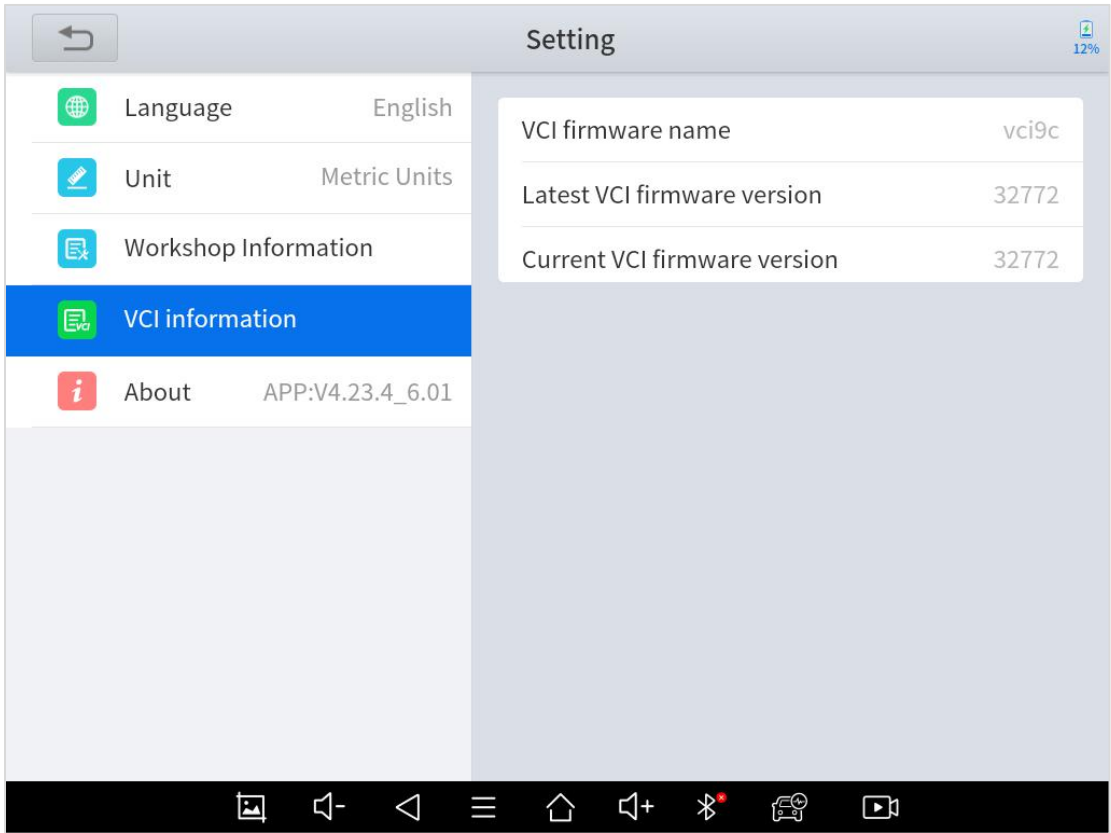 Setting
12%
Language English
Unit Metric Units
Workshop Information
VCI information
About APP:V4.23.4_6.01
VCI firmware name vci9c
Latest VCI firmware version 32772
Current VCI firmware version 32772